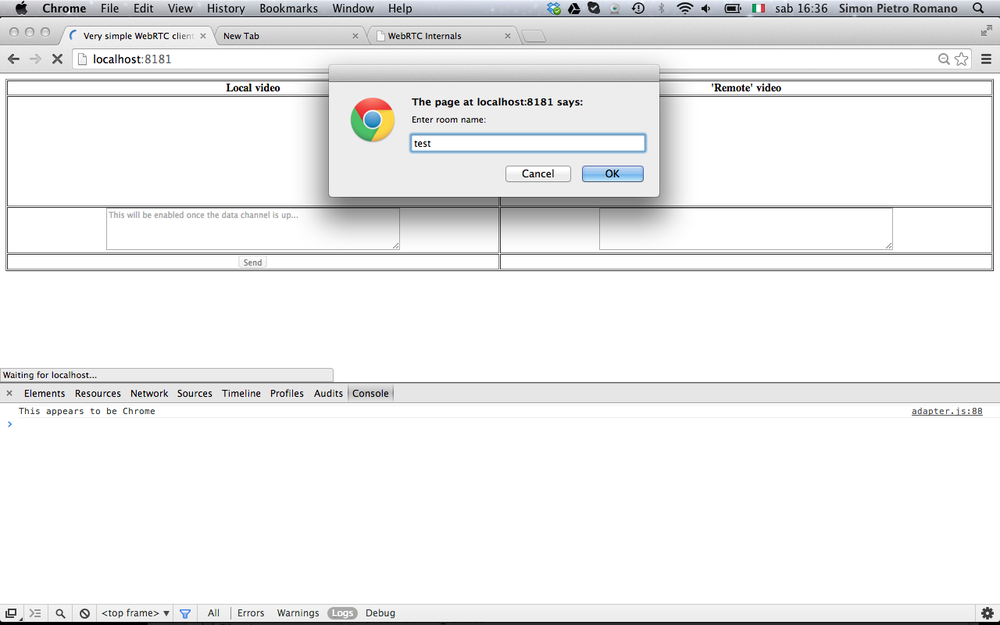 Chrome File Edit View History Bookmarks Window Help sab 16:36 Simon Pietro Romano
Very simple WebRTC client
New Tab
WebRTC Internals
localhost:8181
Local video
'Remote' video
The page at localhost:8181 says:
Enter room name:
test
Cancel
OK
This will be enabled once the data channel is up...
Send
Waiting for localhost...
Elements Resources Network Sources Timeline Profiles Audits Console
This appears to be Chrome adapter.js:88
<top frame> All Errors Warnings Logs Debug